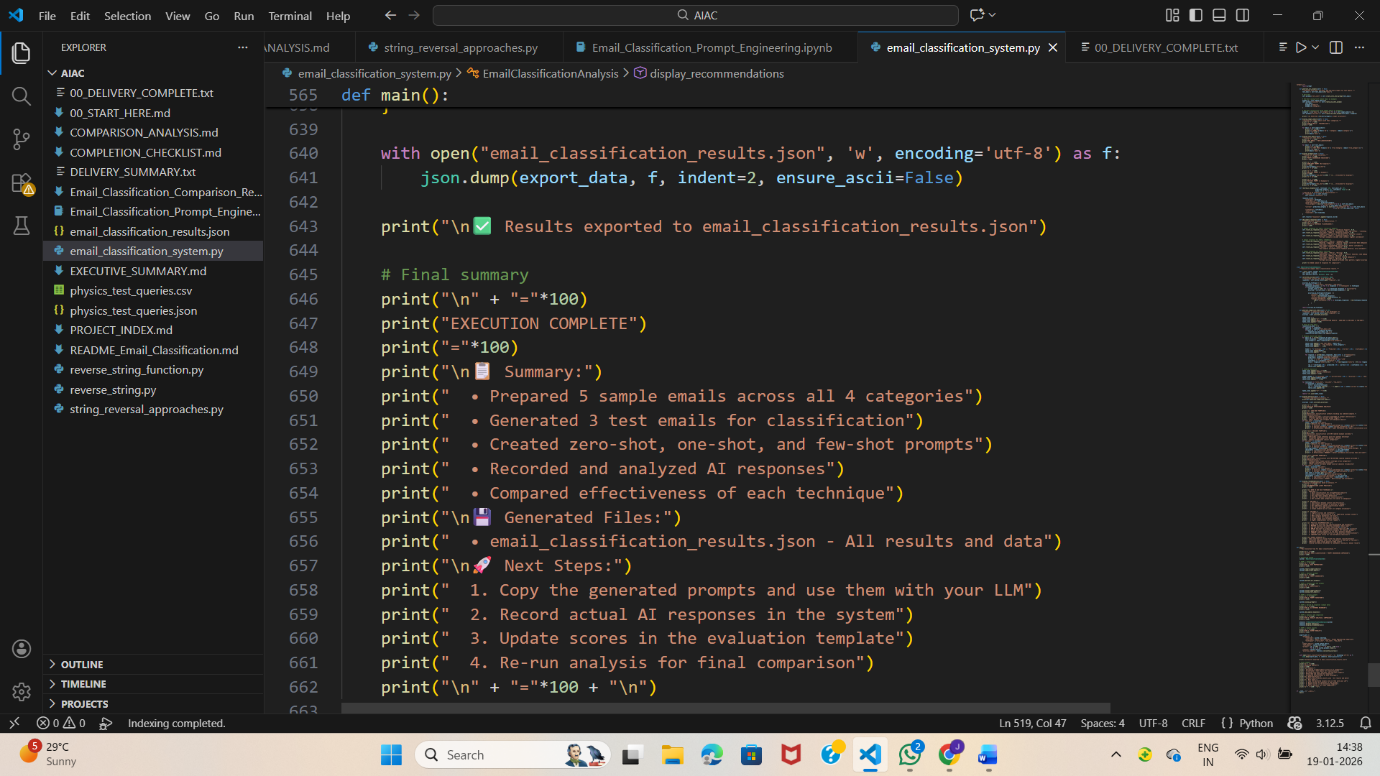 File Edit Selection View Go Run Terminal Help
AIAC
EXPLORER
AIAC
00_DELIVERY_COMPLETE.txt
00_START_HERE.md
COMPARISON_ANALYSIS.md
COMPLETION_CHECKLIST.md
DELIVERY_SUMMARY.txt
Email_Classification_Comparison_Re...
Email_Classification_Prompt_Engine...
email_classification_results.json
email_classification_system.py
EXECUTIVE_SUMMARY.md
physics_test_queries.csv
physics_test_queries.json
PROJECT_INDEX.md
README_Email_Classification.md
reverse_string_function.py
reverse_string.py
string_reversal_approaches.py
OUTLINE
TIMELINE
PROJECTS
ANALYSIS.md string_reversal_approaches.py Email_Classification_Prompt_Engineering.ipynb email_classification_system.py 00_DELIVERY_COMPLETE.txt
email_classification_system.py > EmailClassificationAnalysis > display_recommendations
565 def main():
639
640 with open("email_classification_results.json", 'w', encoding='utf-8') as f:
641 json.dump(export_data, f, indent=2, ensure_ascii=False)
642
643 print("\n✅ Results exported to email_classification_results.json")
644
645 # Final summary
646 print("\n" + "="*100)
647 print("EXECUTION COMPLETE")
648 print("="*100)
649 print("\n📋 Summary:")
650 print("  • Prepared 5 sample emails across all 4 categories")
651 print("  • Generated 3 test emails for classification")
652 print("  • Created zero-shot, one-shot, and few-shot prompts")
653 print("  • Recorded and analyzed AI responses")
654 print("  • Compared effectiveness of each technique")
655 print("\n💾 Generated Files:")
656 print("  • email_classification_results.json - All results and data")
657 print("\n🚀 Next Steps:")
658 print("  1. Copy the generated prompts and use them with your LLM")
659 print("  2. Record actual AI responses in the system")
660 print("  3. Update scores in the evaluation template")
661 print("  4. Re-run analysis for final comparison")
662 print("\n" + "="*100 + "\n")
663
0 0 Indexing completed. Ln 519, Col 47 Spaces: 4 UTF-8 CRLF {} Python 3.12.5
5 29°C
Sunny
Search
2
J
ENG
IN
14:38
19-01-2026